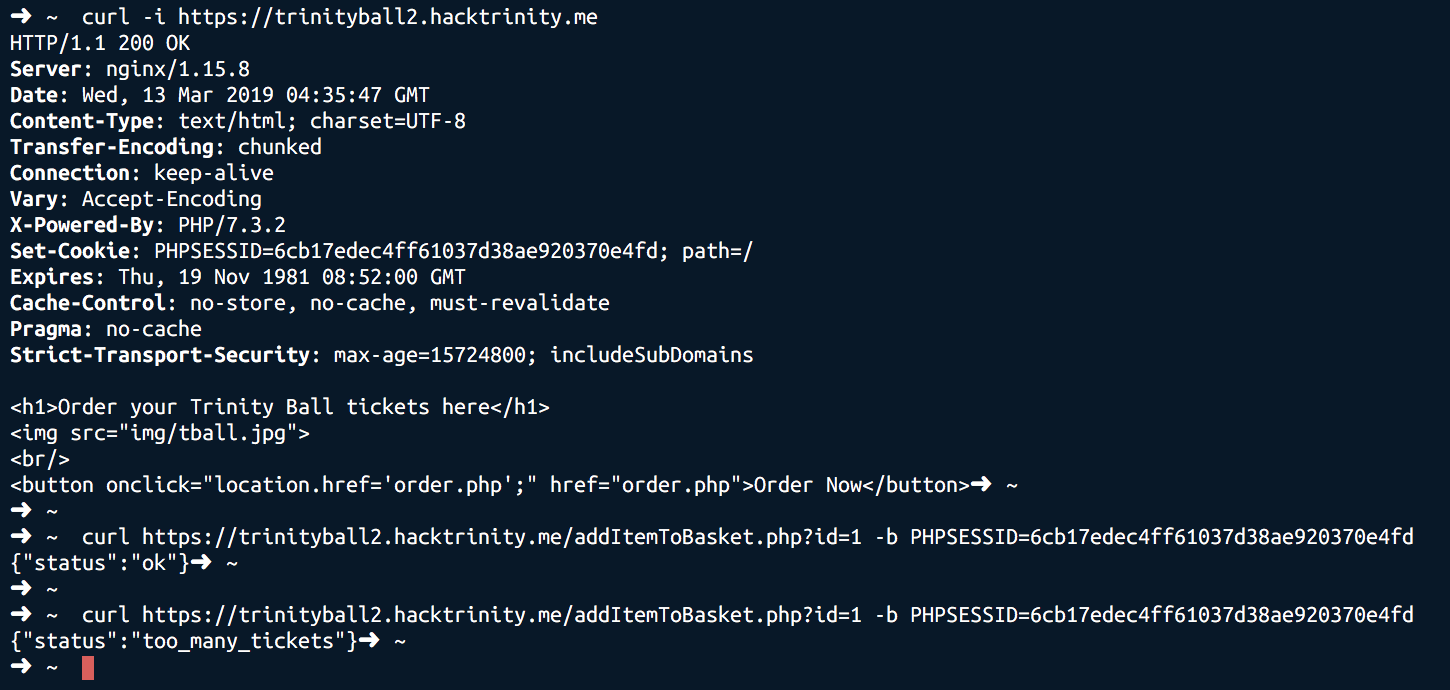 ➜ ~ curl -i https://trinityball2.hacktrinity.me
HTTP/1.1 200 OK
Server: nginx/1.15.8
Date: Wed, 13 Mar 2019 04:35:47 GMT
Content-Type: text/html; charset=UTF-8
Transfer-Encoding: chunked
Connection: keep-alive
Vary: Accept-Encoding
X-Powered-By: PHP/7.3.2
Set-Cookie: PHPSESSID=6cb17edec4ff61037d38ae920370e4fd; path=/
Expires: Thu, 19 Nov 1981 08:52:00 GMT
Cache-Control: no-store, no-cache, must-revalidate
Pragma: no-cache
Strict-Transport-Security: max-age=15724800; includeSubDomains

<h1>Order your Trinity Ball tickets here</h1>
<img src="img/tball.jpg">
<br/>
<button onclick="location.href='order.php';" href="order.php">Order Now</button>➜ ~
➜ ~
➜ ~ curl https://trinityball2.hacktrinity.me/addItemToBasket.php?id=1 -b PHPSESSID=6cb17edec4ff61037d38ae920370e4fd
{"status":"ok"}➜ ~
➜ ~
➜ ~ curl https://trinityball2.hacktrinity.me/addItemToBasket.php?id=1 -b PHPSESSID=6cb17edec4ff61037d38ae920370e4fd
{"status":"too_many_tickets"}➜ ~
➜ ~